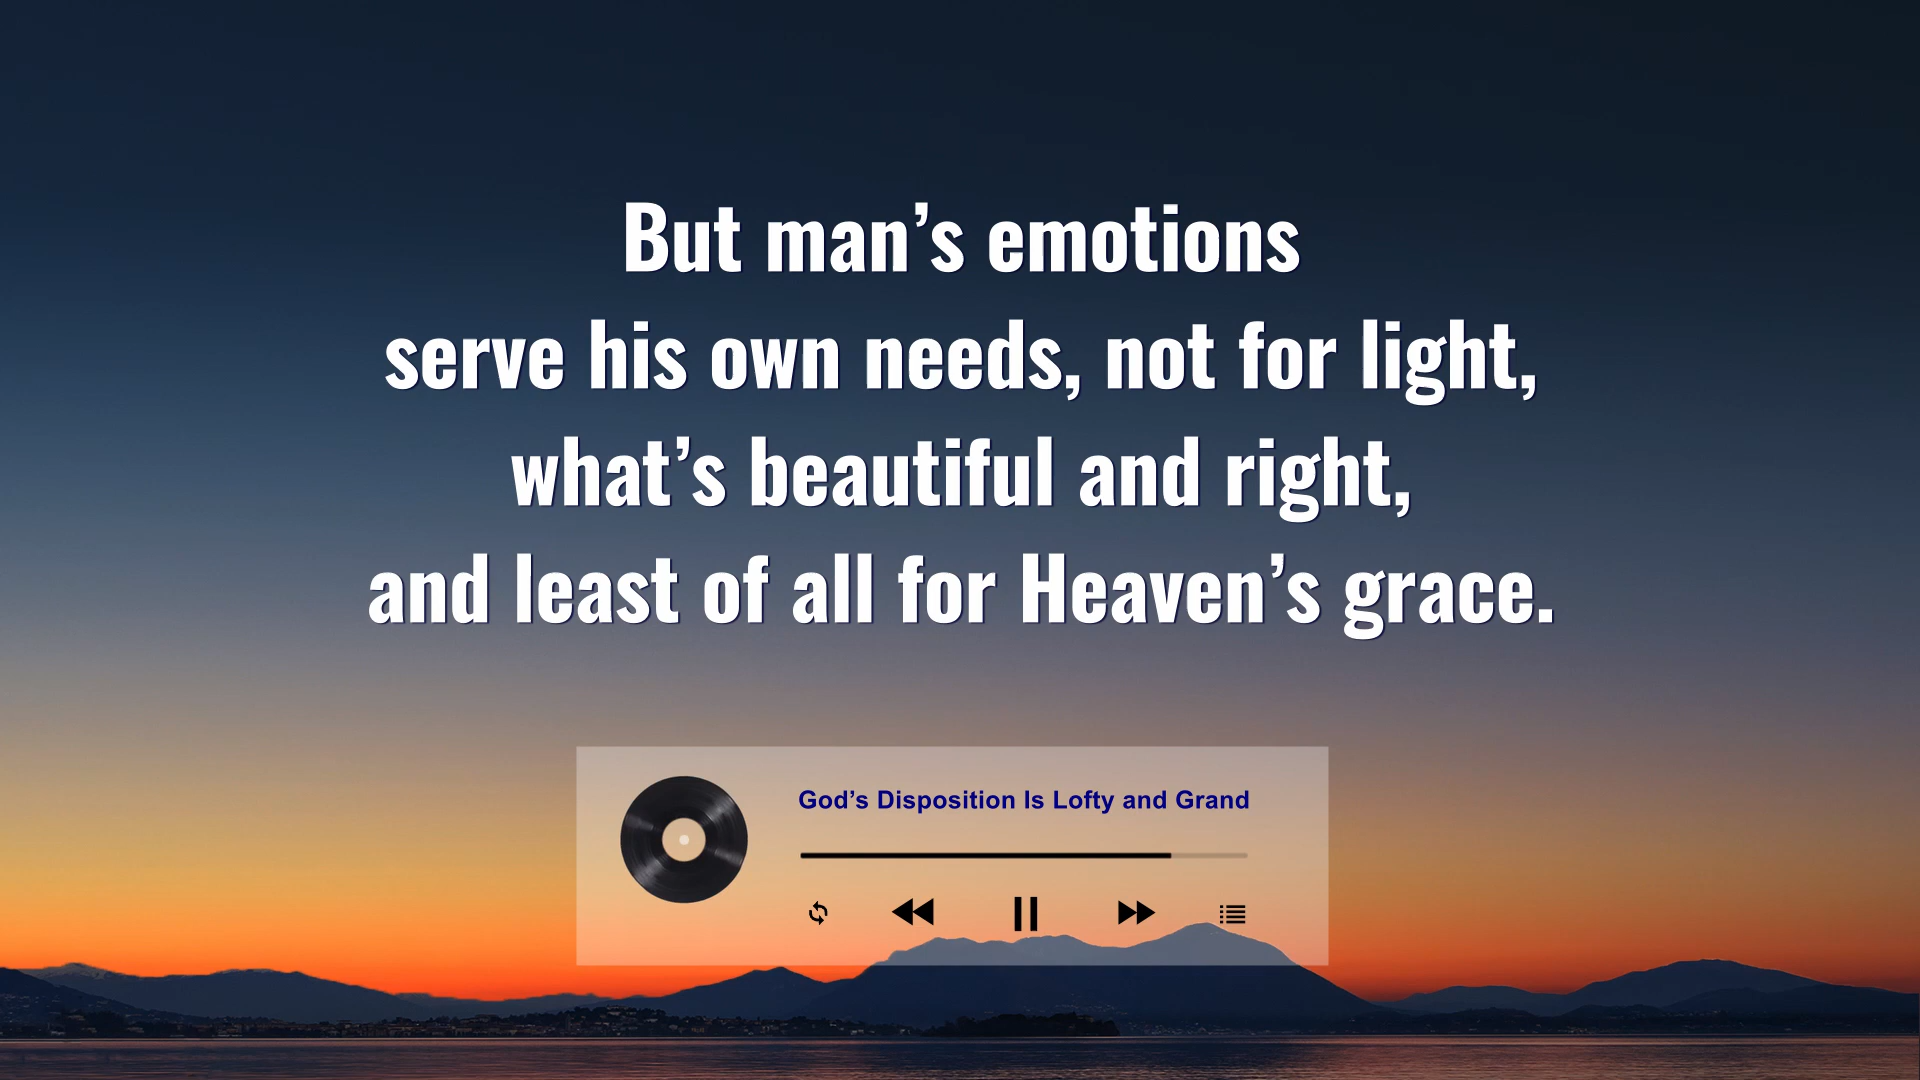 But man’s emotions
serve his own needs, not for light,
what’s beautiful and right,
and least of all for Heaven’s grace.
God’s Disposition Is Lofty and Grand